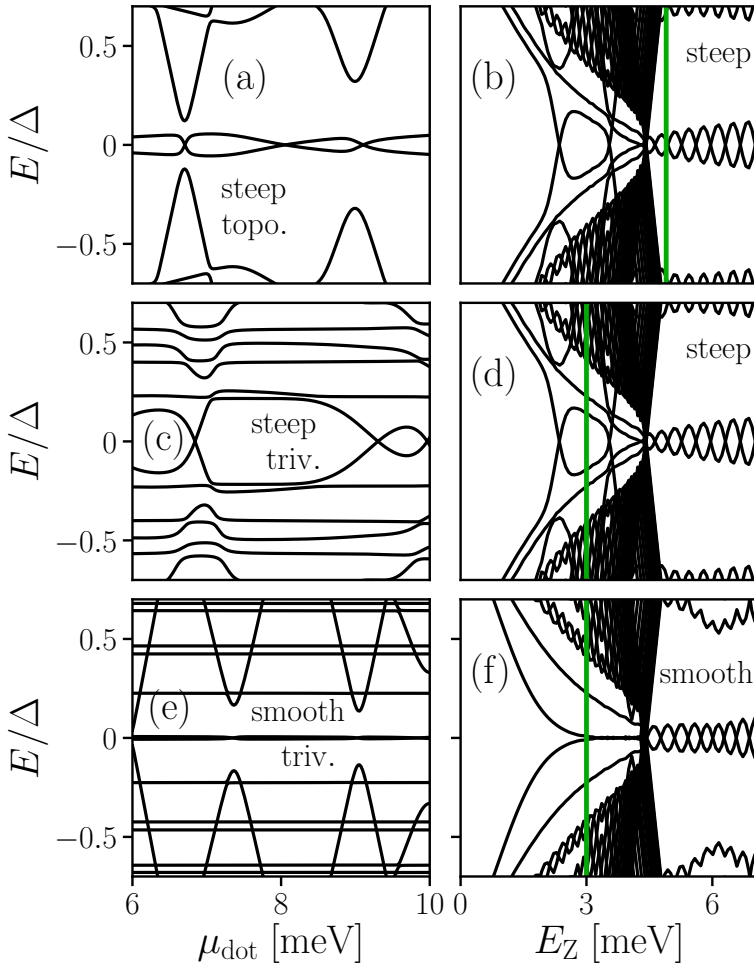 0.5
0
−0.5
E/Δ
(a)
steep
topo.
(b)
steep
0.5
0
−0.5
E/Δ
(c)
steep
triv.
(d)
steep
0.5
0
−0.5
E/Δ
(e)
smooth
triv.
(f)
smooth
6
8
10
μdot [meV]
0
3
6
EZ [meV]